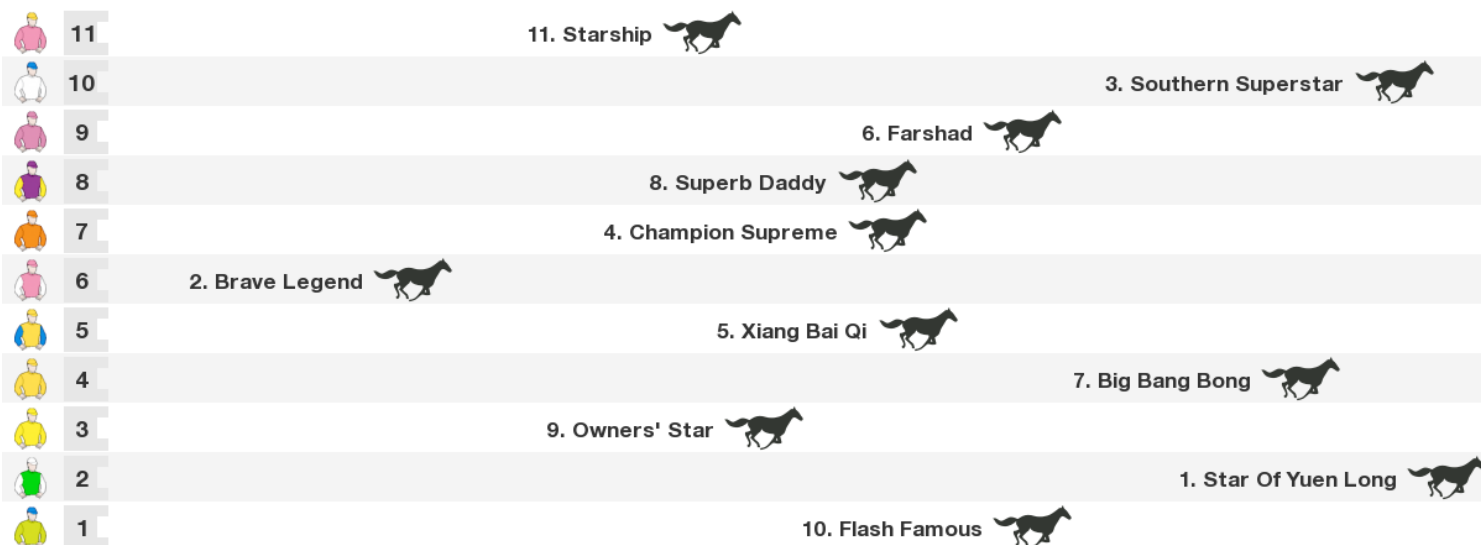 11 11. Starship
10 3. Southern Superstar
9 6. Farshad
8 8. Superb Daddy
7 4. Champion Supreme
6 2. Brave Legend
5 5. Xiang Bai Qi
4 7. Big Bang Bong
3 9. Owners' Star
2 1. Star Of Yuen Long
1 10. Flash Famous